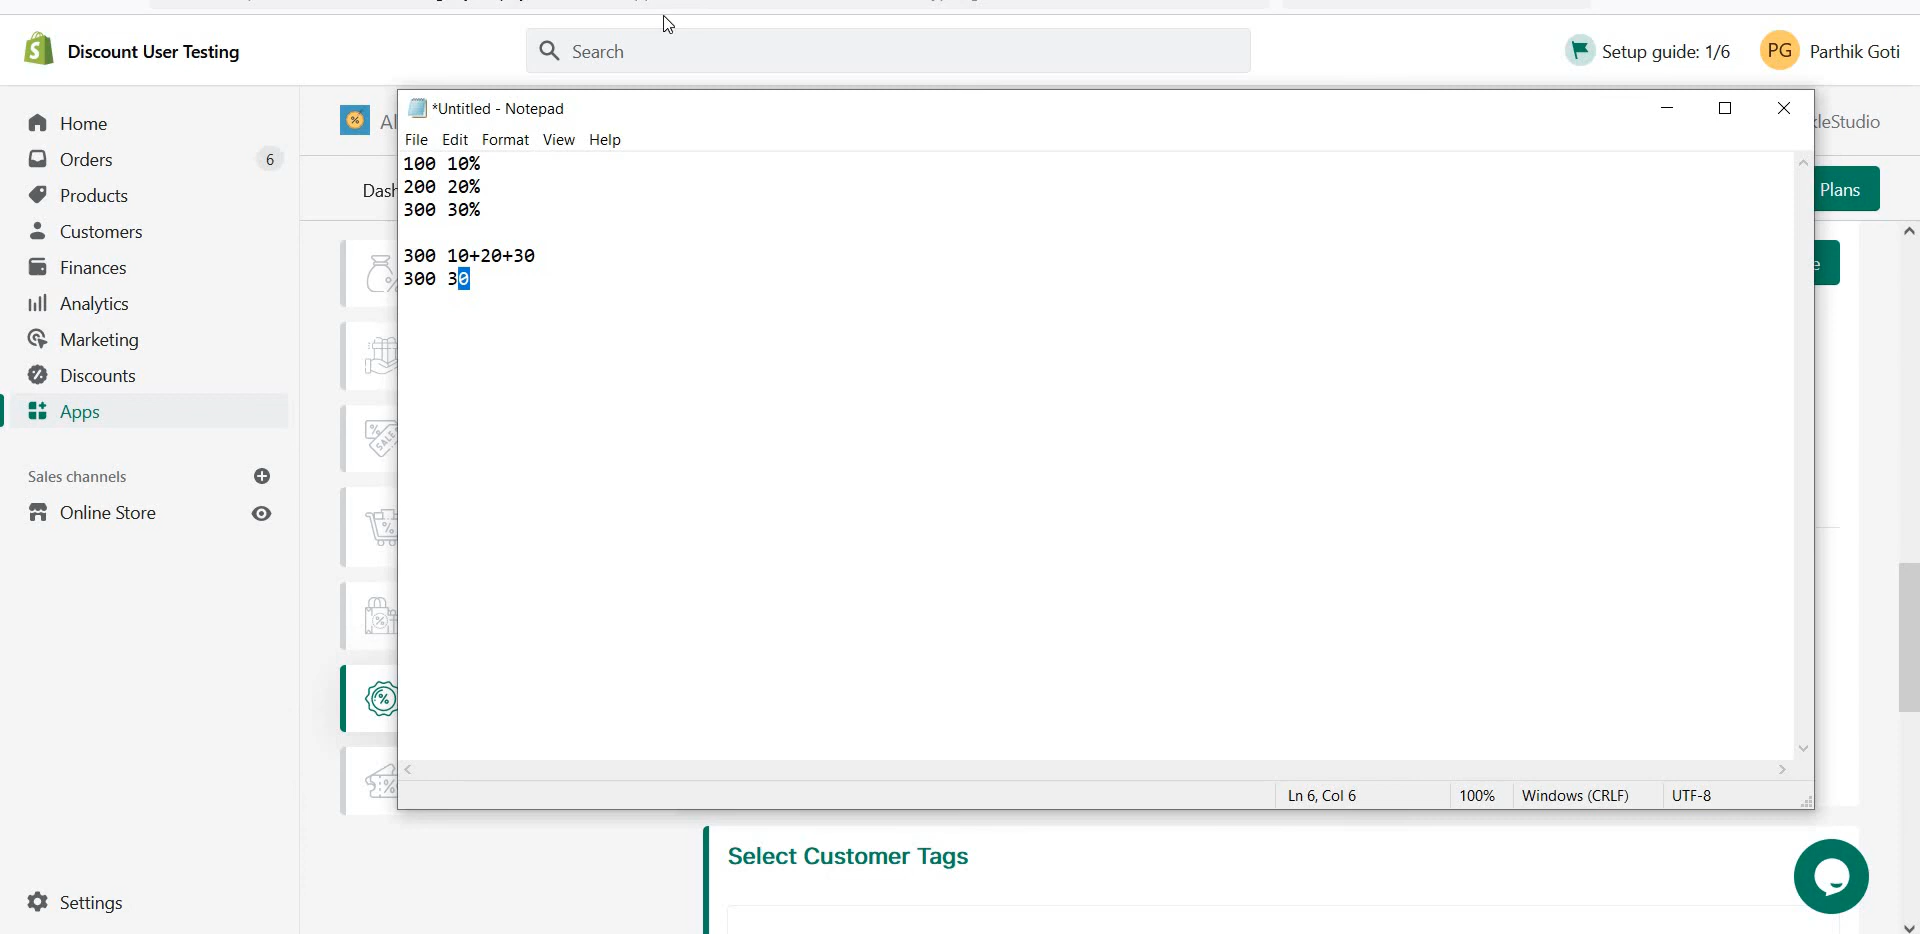 Discount User Testing
Search
Setup guide: 1/6
PG
Parthik Goti
Home
Orders
6
Products
Customers
Finances
Analytics
Marketing
Discounts
Apps
Sales channels
Online Store
Settings
Dash
Plans
*Untitled - Notepad
File Edit Format View Help
100 10%
200 20%
300 30%
300 10+20+30
300 30
Ln 6, Col 6
100%
Windows (CRLF)
UTF-8
Select Customer Tags